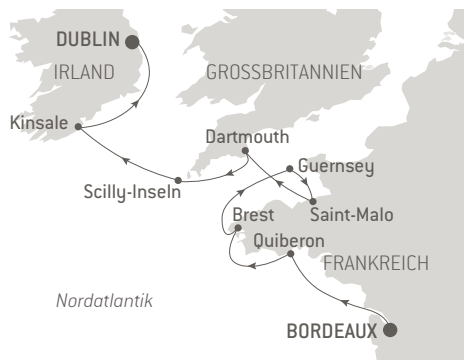 DUBLIN
IRLAND
GROSSBRITANNIEN
Kinsale
Dartmouth
Guernsey
Scilly-Inseln
Brest
Saint-Malo
Quiberon
FRANKREICH
Nordatlantik
BORDEAUX